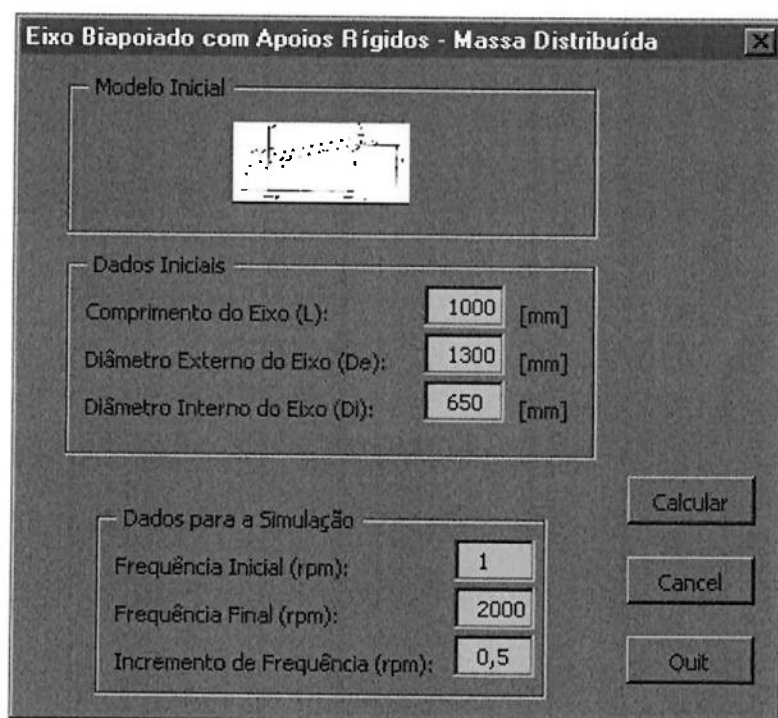 Eixo Biapoiado com Apoios Rígidos - Massa Distribuída
Modelo Inicial
Dados Iniciais
Comprimento do Eixo (L): 1000 [mm]
Diâmetro Externo do Eixo (De): 1300 [mm]
Diâmetro Interno do Eixo (Di): 650 [mm]
Calcular
Dados para a Simulação
Frequência Inicial (rpm): 1
Cancel
Frequência Final (rpm): 2000
Incremento de Frequência (rpm): 0,5
Quit